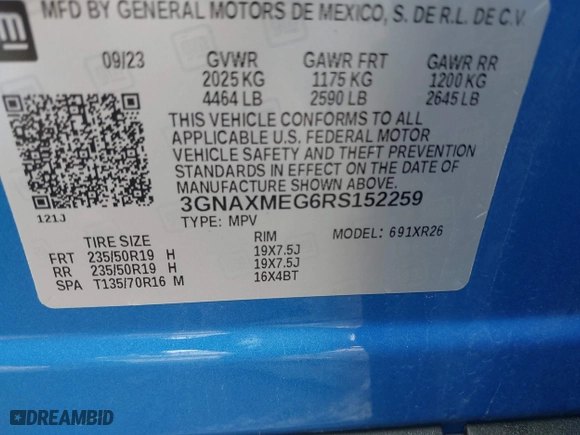 MFD BY GENERAL MOTORS DE MEXICO, S. DE R.L. DE C.V.
gm
09/23 GVWR GAWR FRT GAWR RR
2025 KG 1175 KG 1200 KG
4464 LB 2590 LB 2645 LB
THIS VEHICLE CONFORMS TO ALL
APPLICABLE U.S. FEDERAL MOTOR
VEHICLE SAFETY AND THEFT PREVENTION
STANDARDS IN EFFECT ON THE DATE OF
MANUFACTURE SHOWN ABOVE.
3GNAXMEG6RS152259
121J
TYPE: MPV
TIRE SIZE RIM MODEL: 691XR26
FRT 235/50R19 H 19X7.5J
RR 235/50R19 H 19X7.5J
SPA T135/70R16 M 16X4BT
DREAMBID